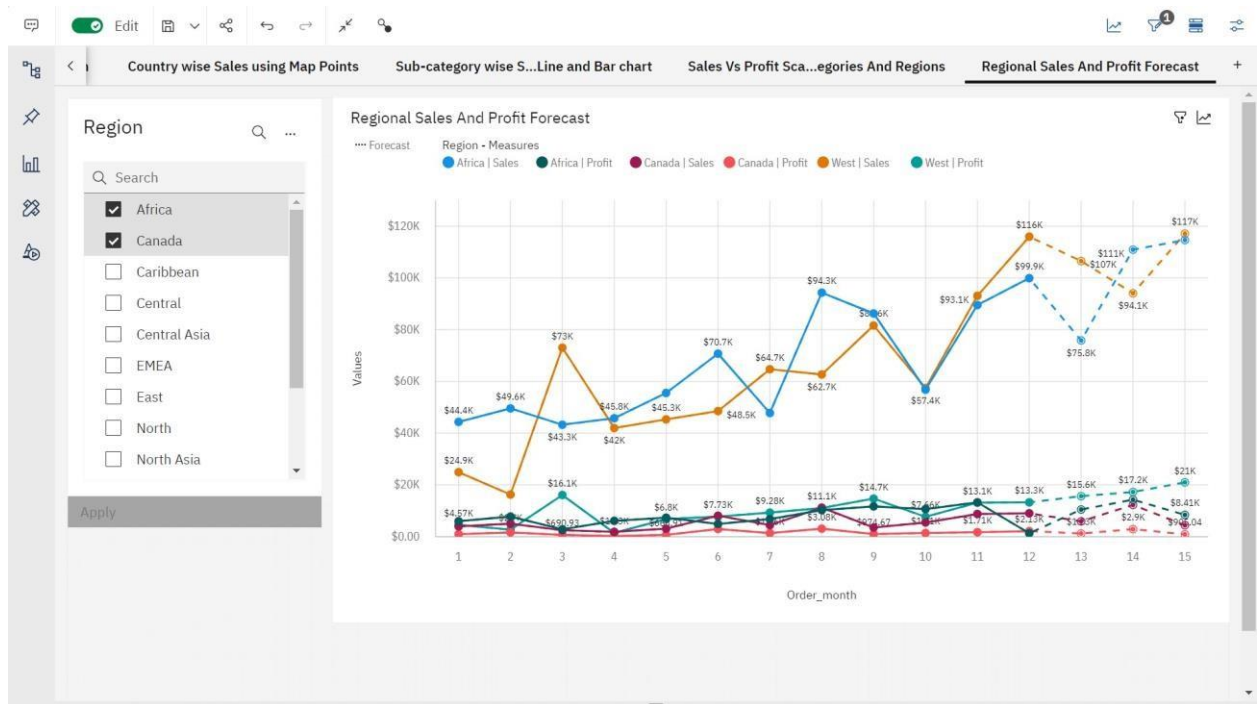 Edit
1
Country wise Sales using Map Points
Sub-category wise S...Line and Bar chart
Sales Vs Profit Sca...egories And Regions
Regional Sales And Profit Forecast
+
Region
...
Search
Africa
Canada
Caribbean
Central
Central Asia
EMEA
East
North
North Asia
Apply
Regional Sales And Profit Forecast
Forecast
Region - Measures
Africa | Sales
Africa | Profit
Canada | Sales
Canada | Profit
West | Sales
West | Profit
Values
$120K
$100K
$80K
$60K
$40K
$20K
$0.00
$44.4K
$49.6K
$73K
$43.3K
$45.8K
$42K
$45.3K
$70.7K
$48.5K
$64.7K
$94.3K
$62.7K
$57.4K
$93.1K
$116K
$99.9K
$107K
$75.8K
$111K
$94.1K
$117K
$24.9K
$4.57K
$16.1K
$690.93
$6.8K
$7.73K
$9.28K
$11.1K
$3.08K
$14.7K
$974.67
$7.66K
$13.1K
$1.71K
$13.3K
$2.13K
$15.6K
$17.2K
$2.9K
$21K
$8.41K
1 2 3 4 5 6 7 8 9 10 11 12 13 14 15
Order_month